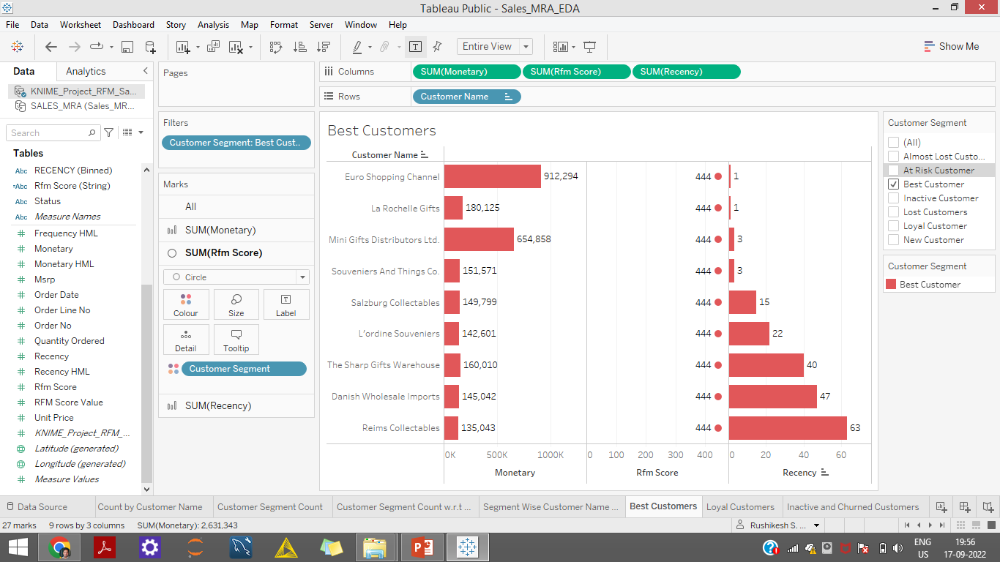 Tableau Public - Sales_MRA_EDA
File Data Worksheet Dashboard Story Analysis Map Format Server Window Help
Entire View
Show Me
Data Analytics
KNIME_Project_RFM_Sa...
SALES_MRA (Sales_MR...
Search
Tables
Abc RECENCY (Binned)
=Abc Rfm Score (String)
Abc Status
Abc Measure Names
# Frequency HML
# Monetary
# Monetary HML
# Msrp
# Order Date
# Order Line No
# Order No
# Quantity Ordered
# Recency
# Recency HML
# Rfm Score
# RFM Score Value
# Unit Price
# KNIME_Project_RFM_...
Latitude (generated)
Longitude (generated)
# Measure Values
Pages
Filters
Customer Segment: Best Cust..
Marks
All
SUM(Monetary)
SUM(Rfm Score)
Circle
Colour Size Label
Detail Tooltip
Customer Segment
SUM(Recency)
Columns SUM(Monetary) SUM(Rfm Score) SUM(Recency)
Rows Customer Name
Best Customers
Customer Name
Euro Shopping Channel 912,294 444 1
La Rochelle Gifts 180,125 444 1
Mini Gifts Distributors Ltd. 654,858 444 3
Souveniers And Things Co. 151,571 444 3
Salzburg Collectables 149,799 444 15
L'ordine Souveniers 142,601 444 22
The Sharp Gifts Warehouse 160,010 444 40
Danish Wholesale Imports 145,042 444 47
Reims Collectables 135,043 444 63
0K 500K 1000K 0 100 200 300 400 0 20 40 60
Monetary Rfm Score Recency
Customer Segment
(All)
Almost Lost Custo...
At Risk Customer
Best Customer
Inactive Customer
Lost Customers
Loyal Customer
New Customer
Customer Segment
Best Customer
Data Source Count by Customer Name Customer Segment Count Customer Segment Count w.r.t ... Segment Wise Customer Name ... Best Customers Loyal Customers Inactive and Churned Customers
27 marks 9 rows by 3 columns SUM(Monetary): 2,631,343 Rushikesh S. ...
ENG 19:56
US 17-09-2022